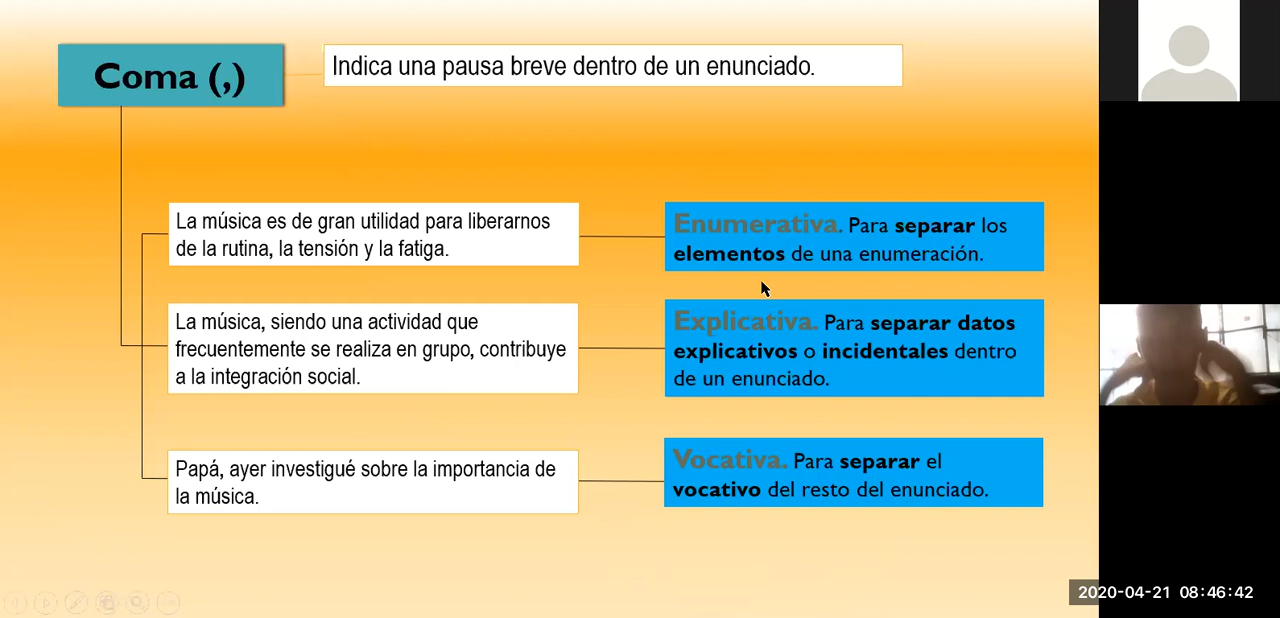 Coma (,)
Indica una pausa breve dentro de un enunciado.
La música es de gran utilidad para liberarnos
de la rutina, la tensión y la fatiga.
Enumerativa. Para separar los
elementos de una enumeración.
La música, siendo una actividad que
frecuentemente se realiza en grupo, contribuye
a la integración social.
Explicativa. Para separar datos
explicativos o incidentales dentro
de un enunciado.
Papá, ayer investigué sobre la importancia de
la música.
Vocativa. Para separar el
vocativo del resto del enunciado.
2020-04-21 08:46:42